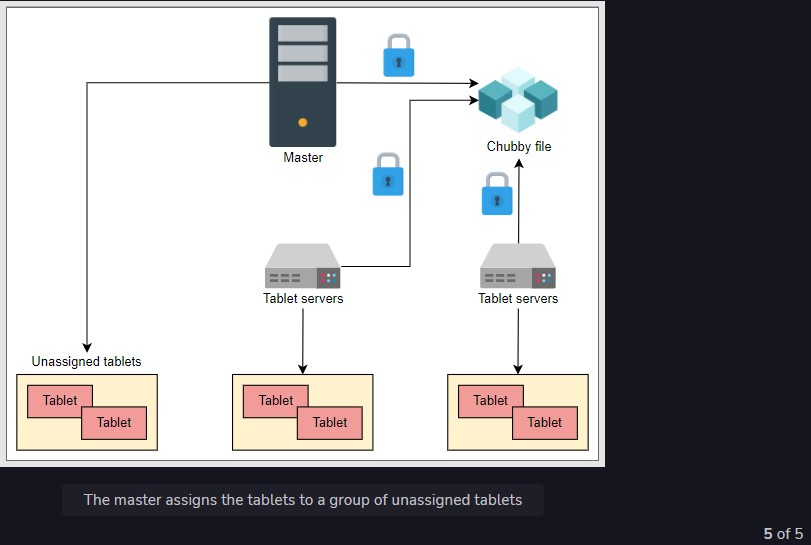 Master
Chubby file
Tablet servers
Tablet servers
Unassigned tablets
Tablet
Tablet
Tablet
Tablet
Tablet
Tablet
The master assigns the tablets to a group of unassigned tablets
5 of 5